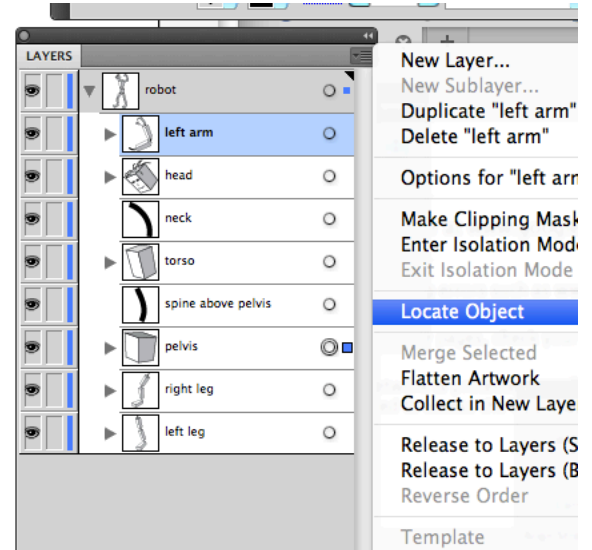 LAYERS
robot
left arm
head
neck
torso
spine above pelvis
pelvis
right leg
left leg
New Layer...
New Sublayer...
Duplicate "left arm"
Delete "left arm"
Options for "left arm
Make Clipping Mask
Enter Isolation Mode
Exit Isolation Mode
Locate Object
Merge Selected
Flatten Artwork
Collect in New Laye
Release to Layers (S
Release to Layers (B
Reverse Order
Template